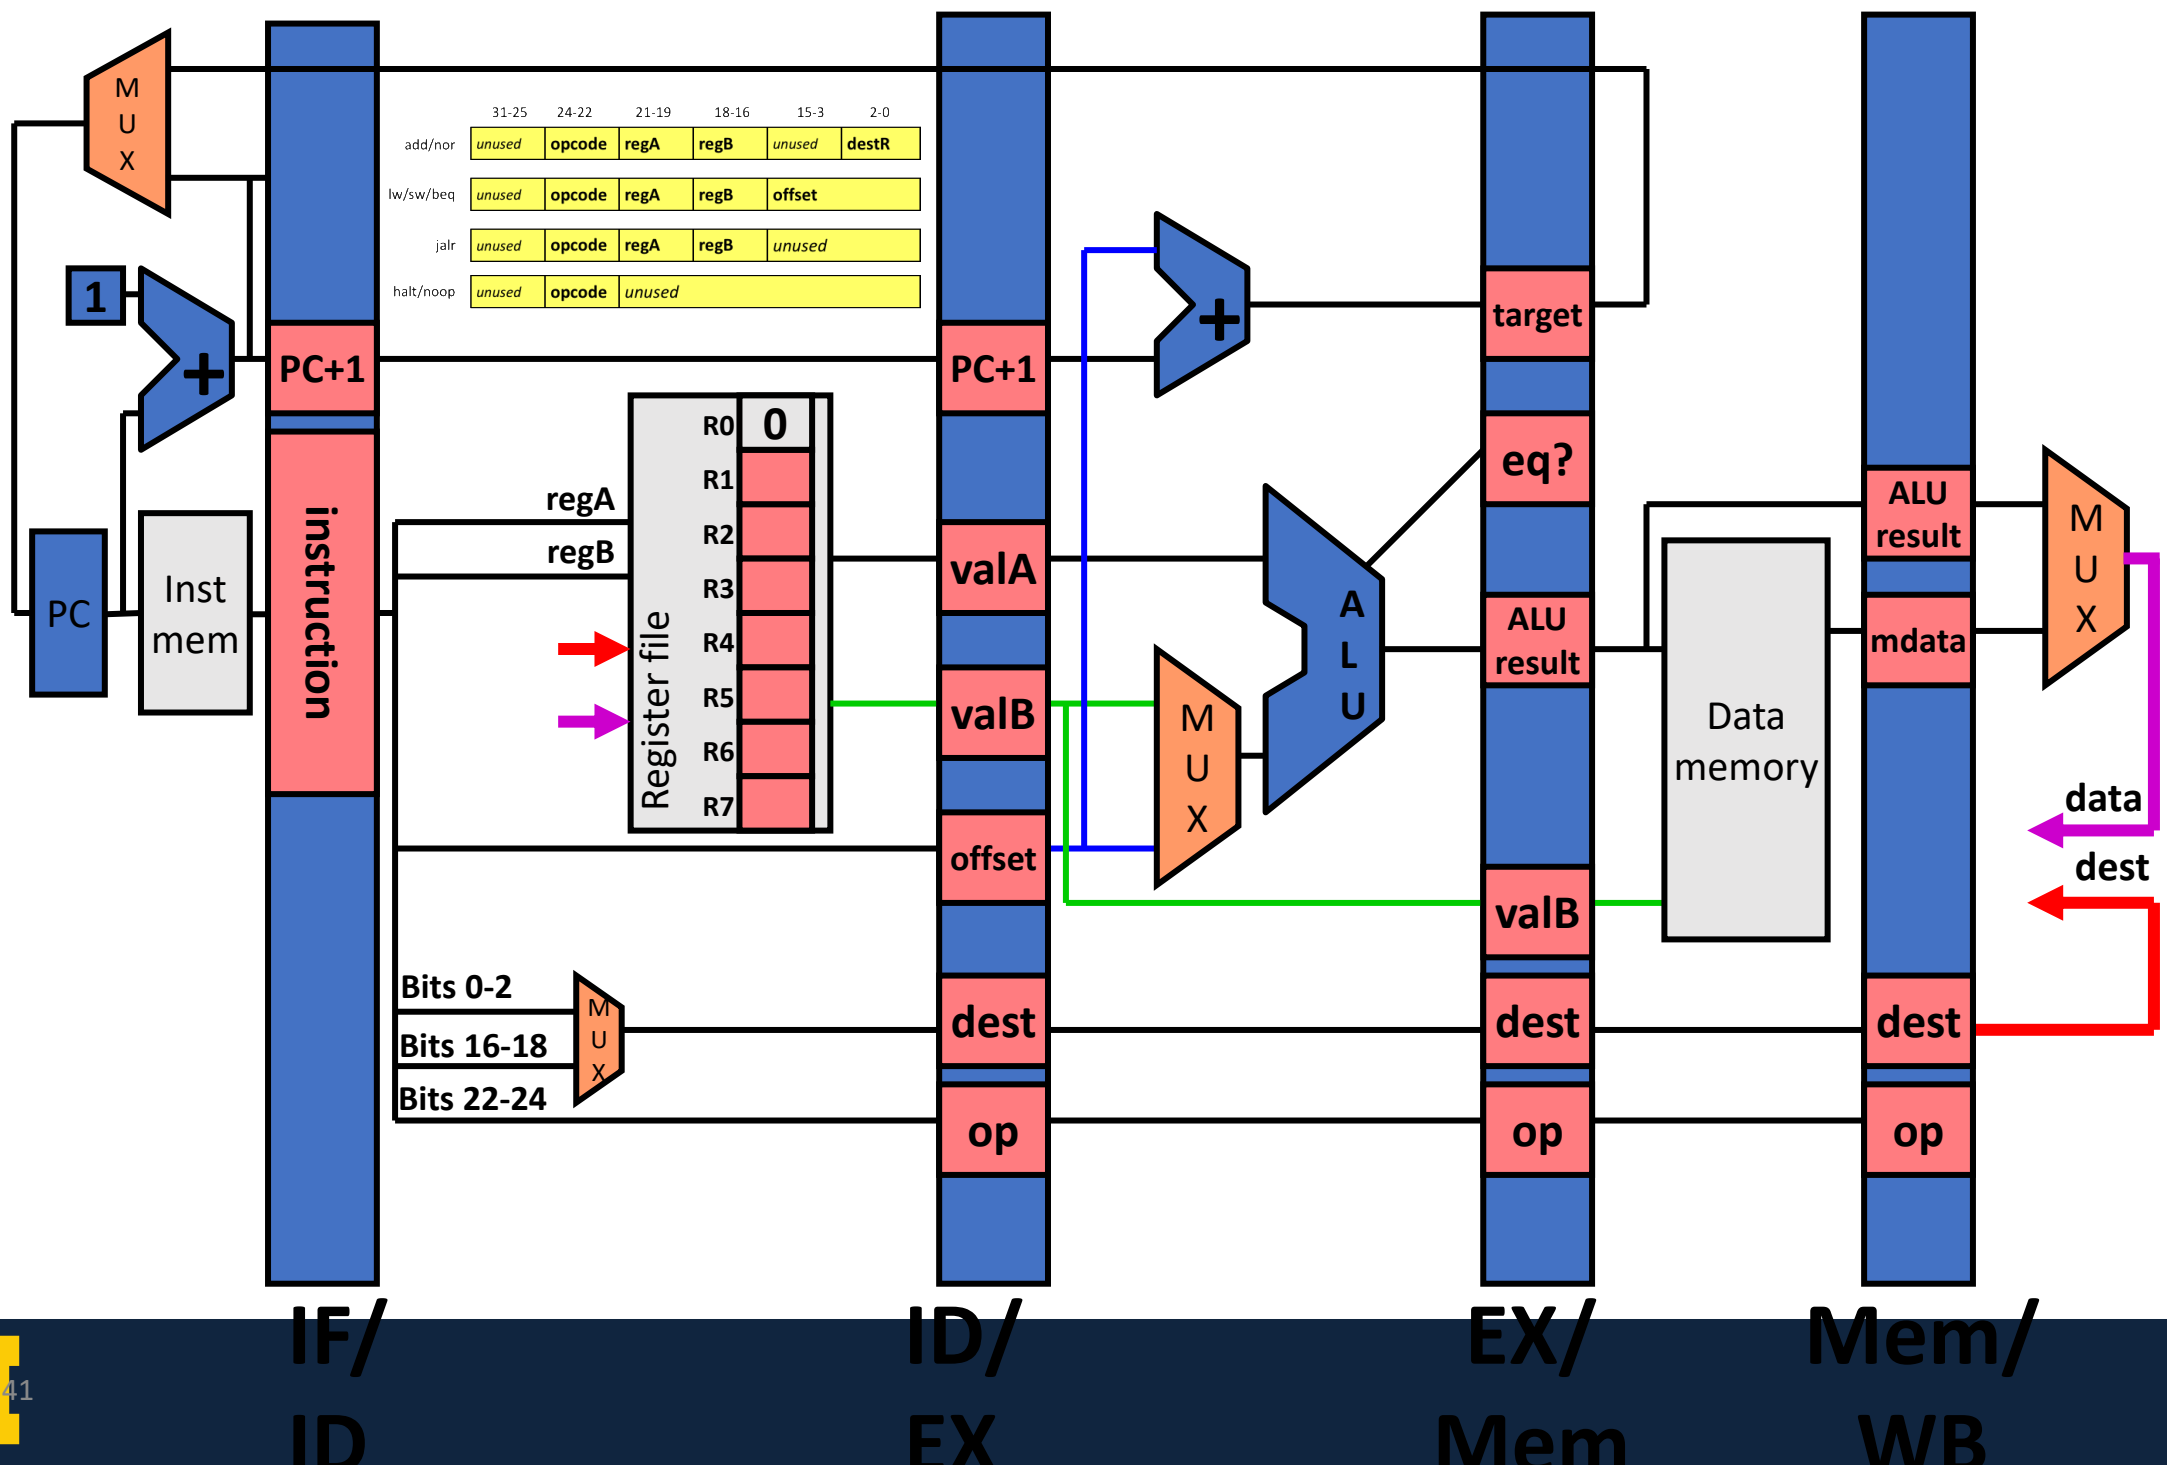 M
U
X
31-25 24-22 21-19 18-16 15-3 2-0
add/nor unused opcode regA regB unused destR
lw/sw/beq unused opcode regA regB offset
jalr unused opcode regA regB unused
halt/noop unused opcode unused
1
+
PC+1
PC
Inst
mem
instruction
regA
regB
Register file
R0 0
R1
R2
R3
R4
R5
R6
R7
Bits 0-2
Bits 16-18
Bits 22-24
M
U
X
PC+1
valA
valB
offset
dest
op
+
M
U
X
A
L
U
target
eq?
ALU
result
valB
dest
op
Data
memory
ALU
result
mdata
dest
op
M
U
X
data
dest
IF/
ID
ID/
EX
EX/
Mem
Mem/
WB
41